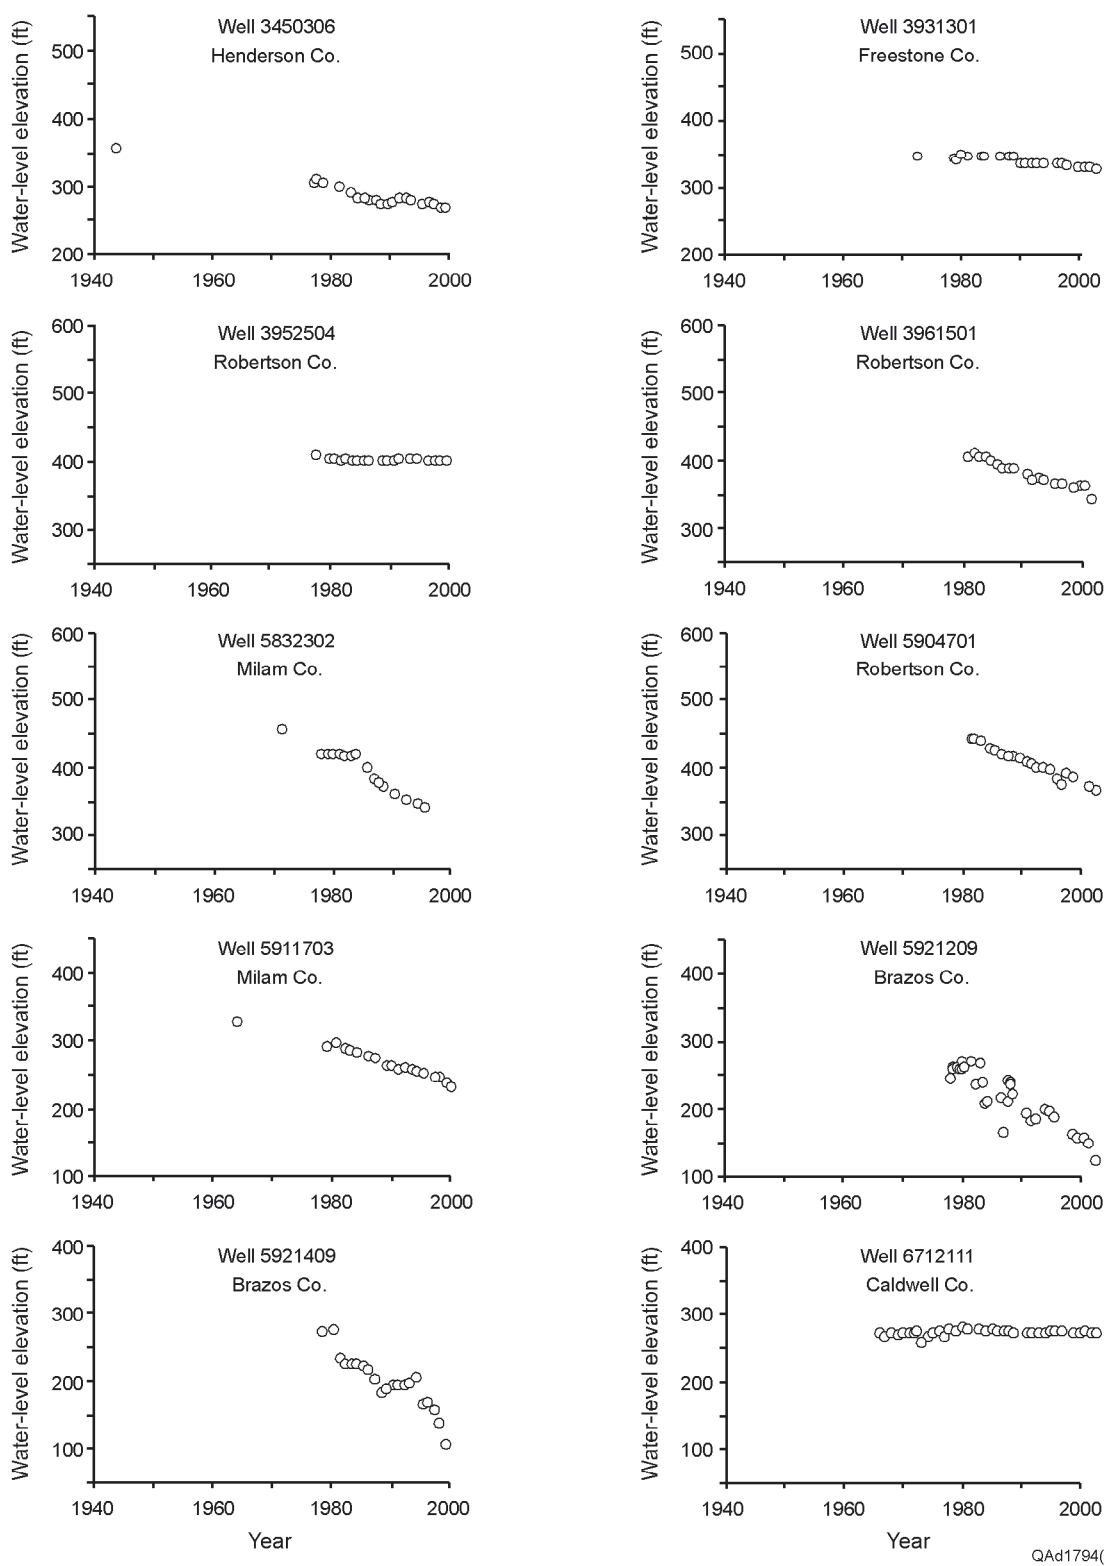 Well 3450306
Henderson Co.
Water-level elevation (ft)
500
400
300
200
1940
1960
1980
2000
Well 3931301
Freestone Co.
Water-level elevation (ft)
500
400
300
200
1940
1960
1980
2000
Well 3952504
Robertson Co.
Water-level elevation (ft)
600
500
400
300
1940
1960
1980
2000
Well 3961501
Robertson Co.
Water-level elevation (ft)
600
500
400
300
1940
1960
1980
2000
Well 5832302
Milam Co.
Water-level elevation (ft)
600
500
400
300
1940
1960
1980
2000
Well 5904701
Robertson Co.
Water-level elevation (ft)
600
500
400
300
1940
1960
1980
2000
Well 5911703
Milam Co.
Water-level elevation (ft)
400
300
200
100
1940
1960
1980
2000
Well 5921209
Brazos Co.
Water-level elevation (ft)
400
300
200
100
1940
1960
1980
2000
Well 5921409
Brazos Co.
Water-level elevation (ft)
400
300
200
100
1940
1960
1980
2000
Year
Well 6712111
Caldwell Co.
Water-level elevation (ft)
400
300
200
100
1940
1960
1980
2000
Year
QAd1794(